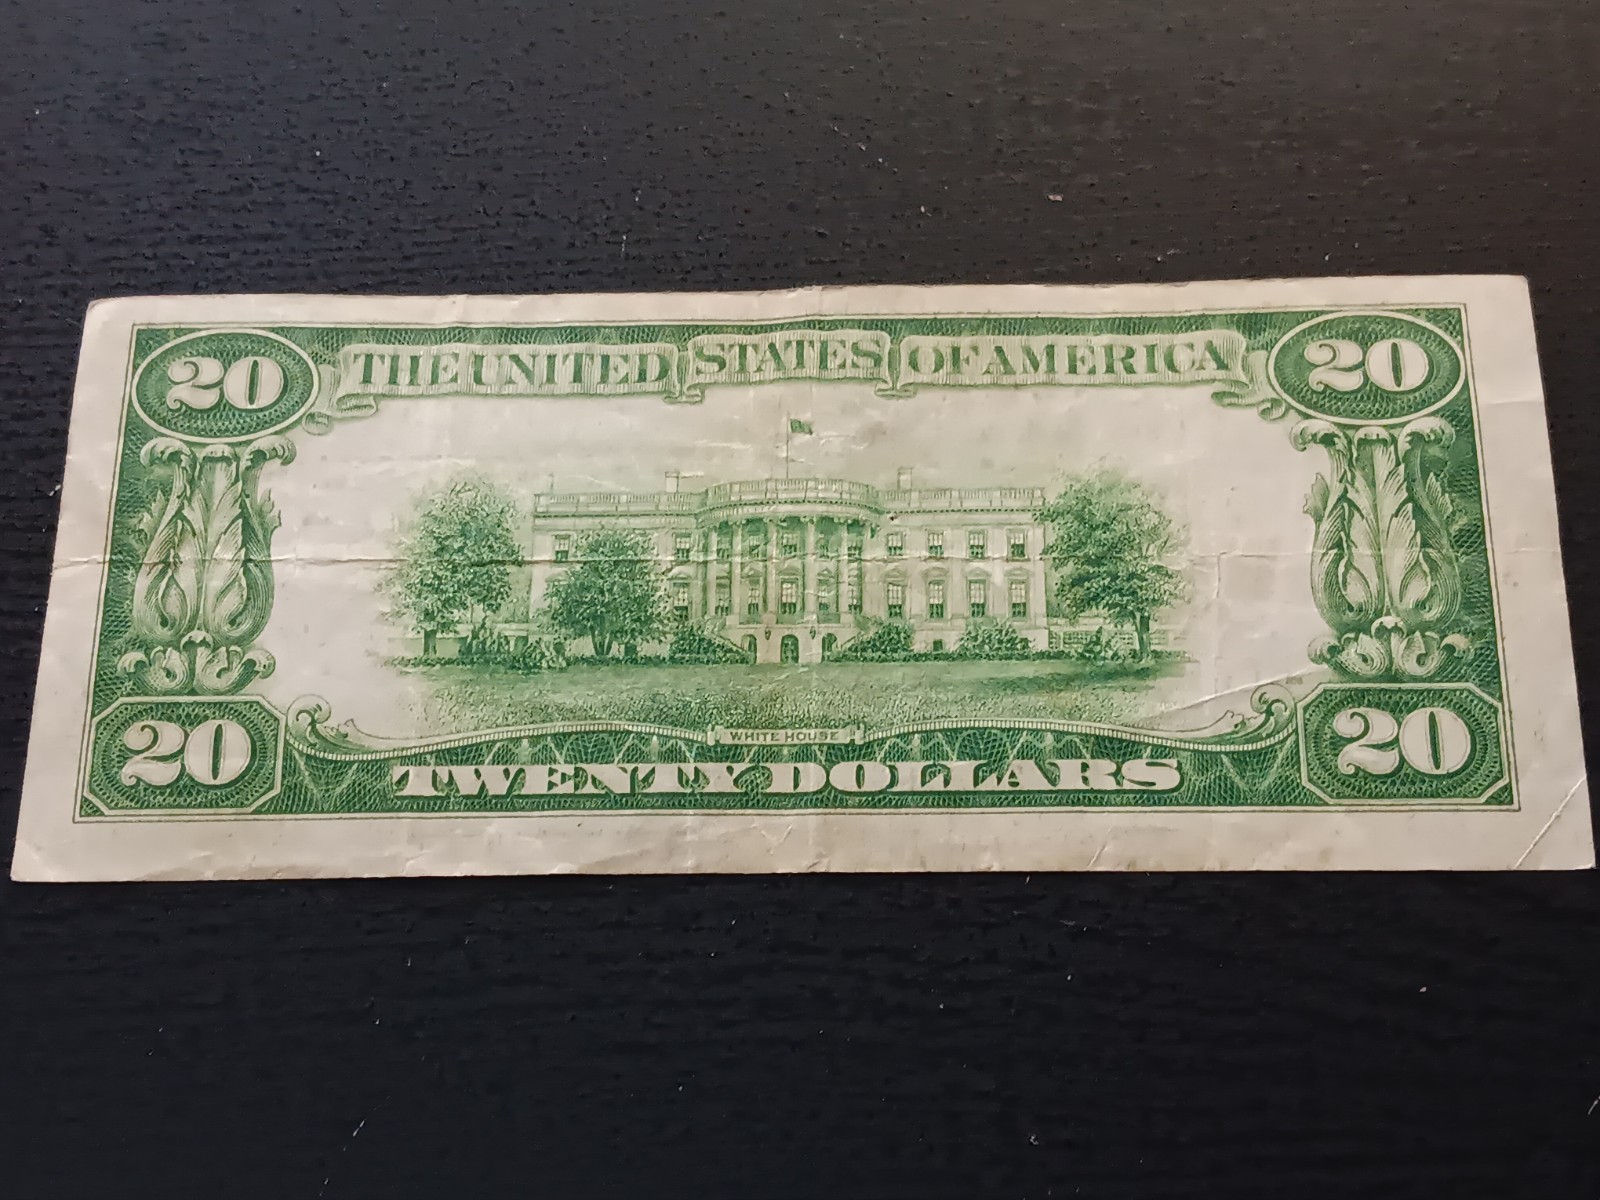 20 THE UNITED STATES OF AMERICA 20
WHITE HOUSE
20 TWENTY DOLLARS 20